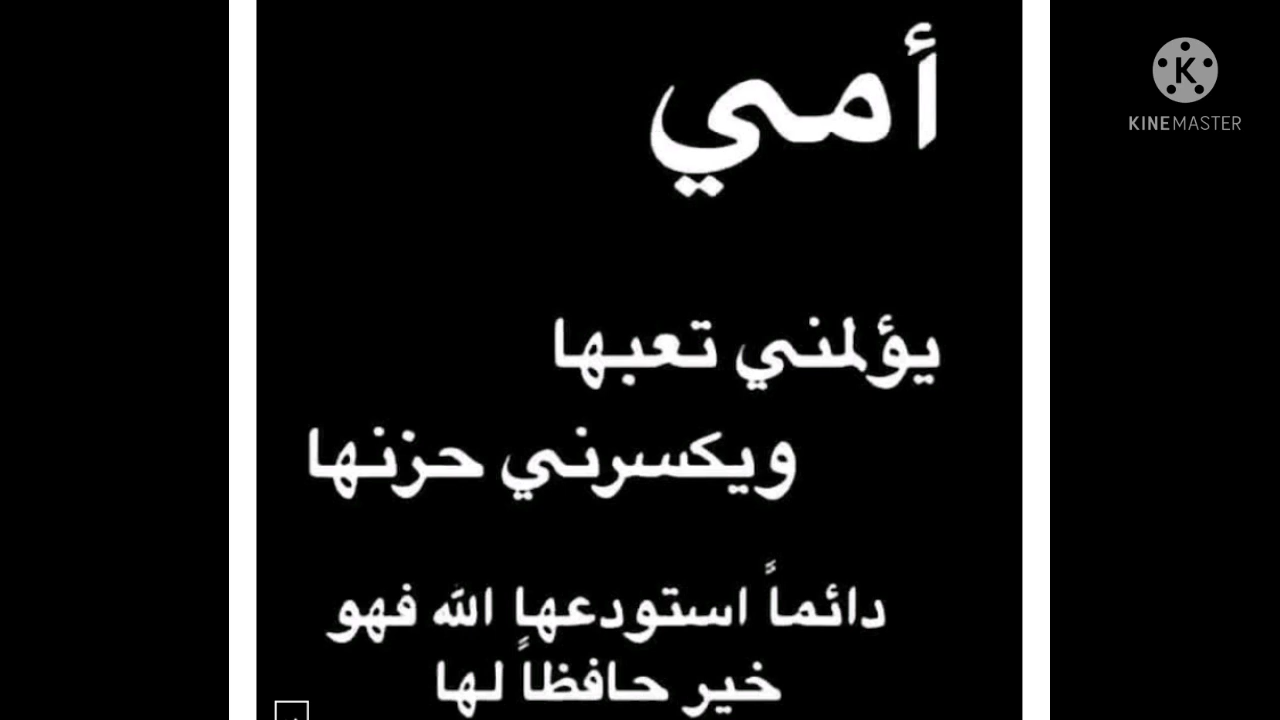 أمي
KINEMASTER
يؤلمني تعبها
ويكسرني حزنها
دائماً استودعها الله فهو
خير حافظاً لها